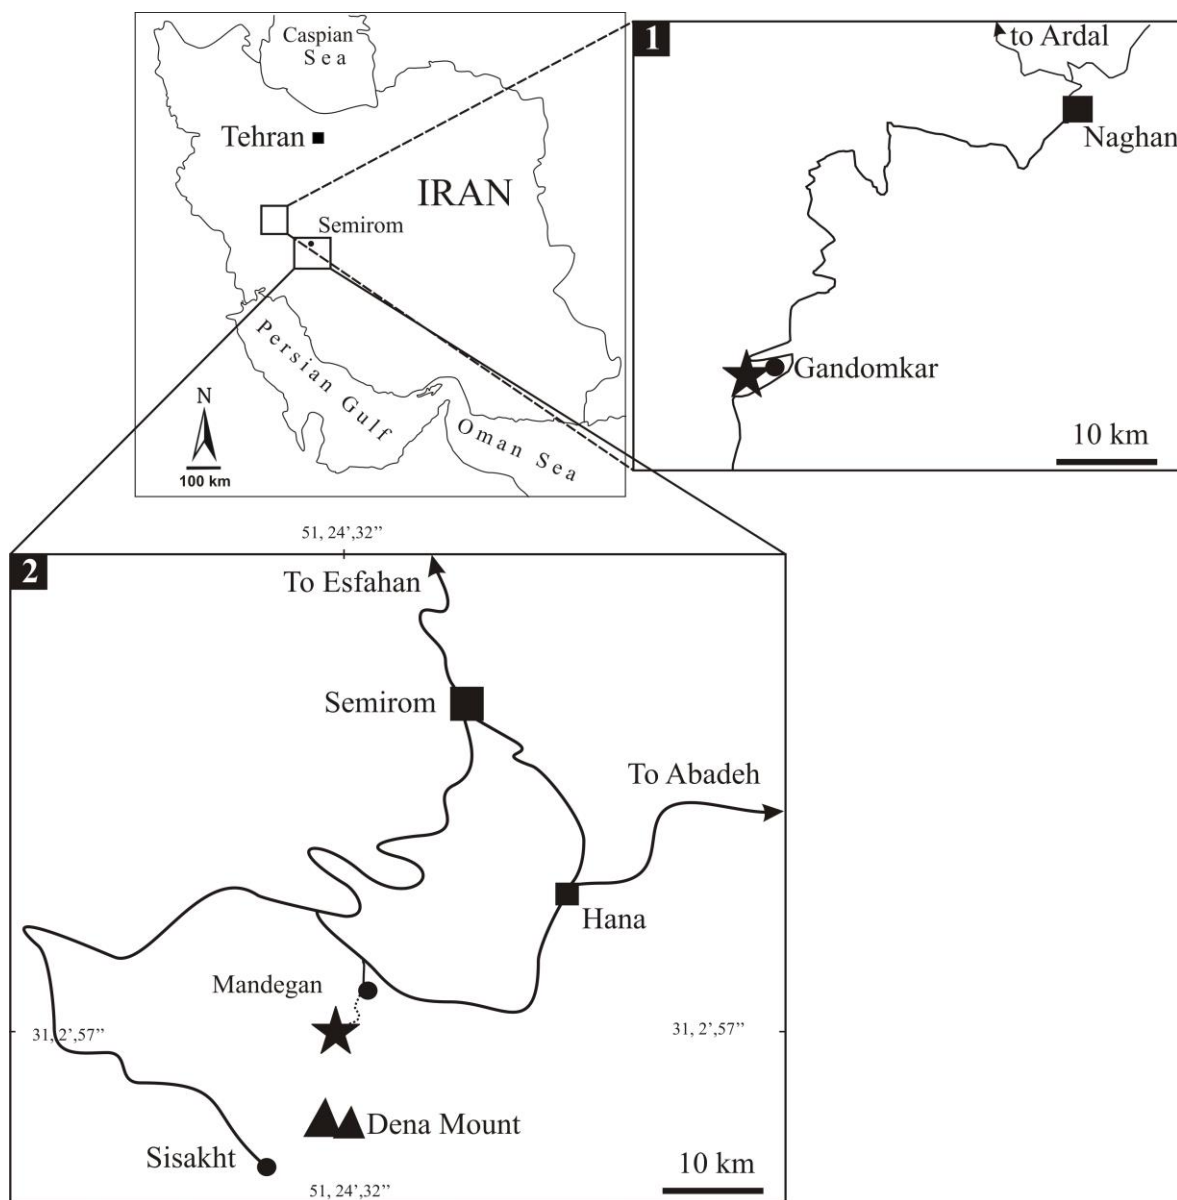 Caspian
Sea
Tehran
IRAN
Semirom
Persian Gulf
Oman Sea
N
100 km
1
to Ardal
Naghan
Gandomkar
10 km
51, 24’,32”
2
To Esfahan
Semirom
To Abadeh
Hana
Mandegan
31, 2’,57”
31, 2’,57”
Dena Mount
Sisakht
10 km
51, 24’,32”